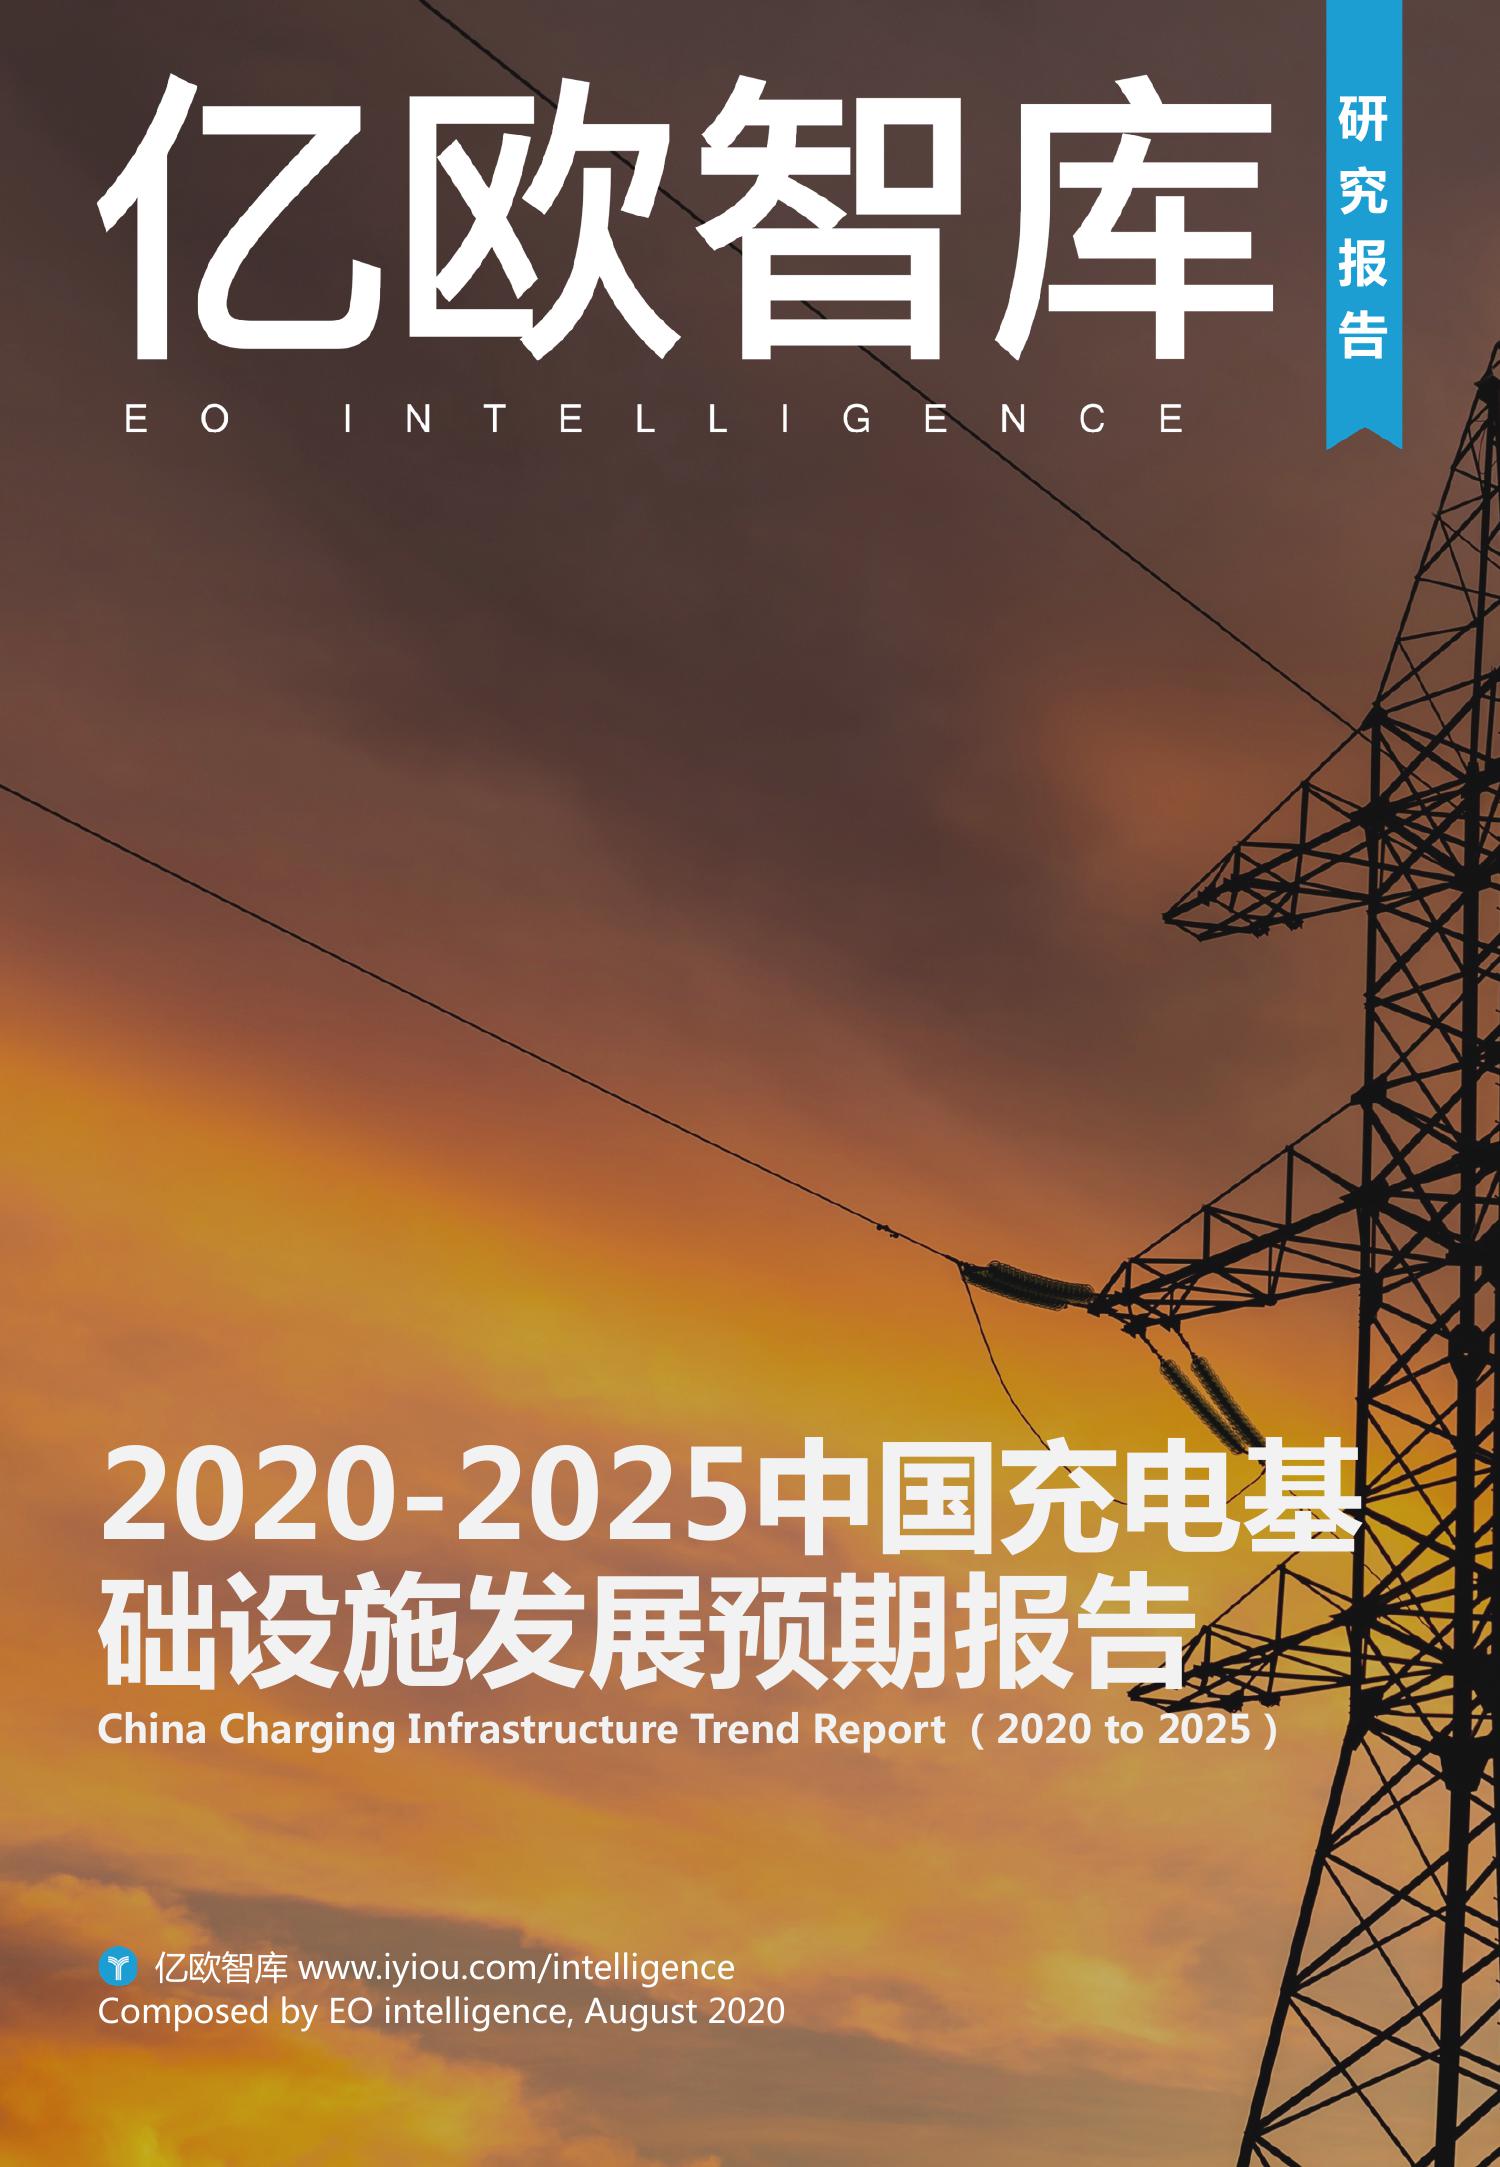 亿欧智库
EO INTELLIGENCE
研究报告
2020-2025中国充电基
础设施发展预期报告
China Charging Infrastructure Trend Report（2020 to 2025）
亿欧智库 www.iyiou.com/intelligence
Composed by EO intelligence, August 2020